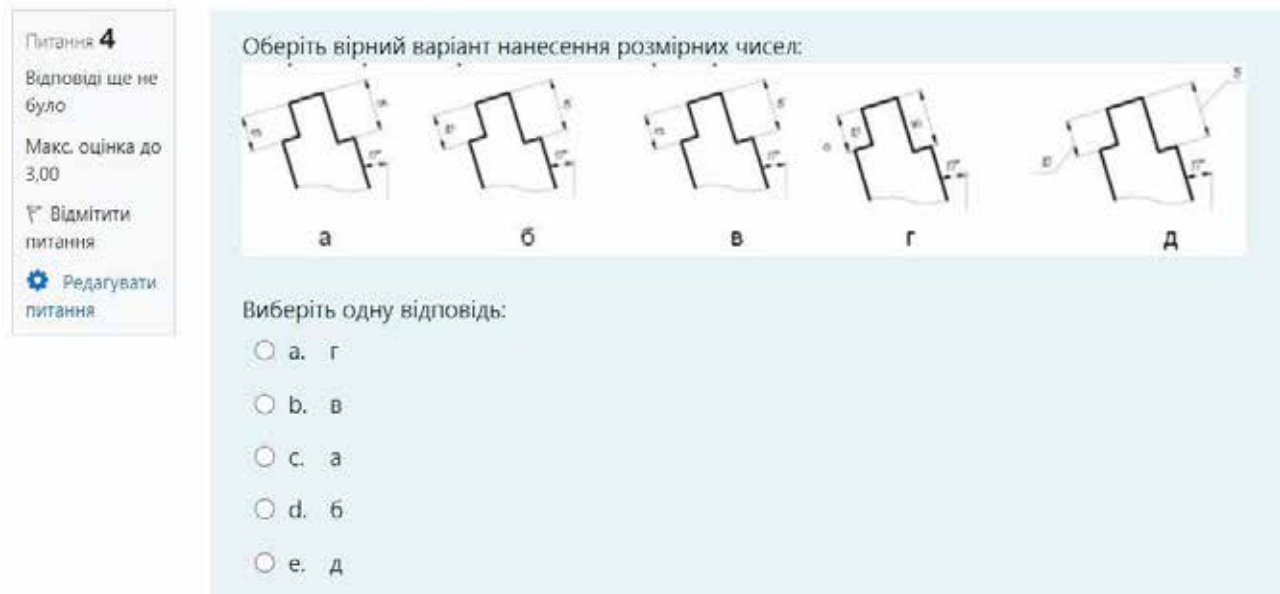 Питання 4
Відповіді ще не
було
Макс. оцінка до
3,00
Відмітити
питання
Редагувати
питання
Оберіть вірний варіант нанесення розмірних чисел:
а
б
в
г
д
Виберіть одну відповідь:
a. г
b. в
c. а
d. б
e. д